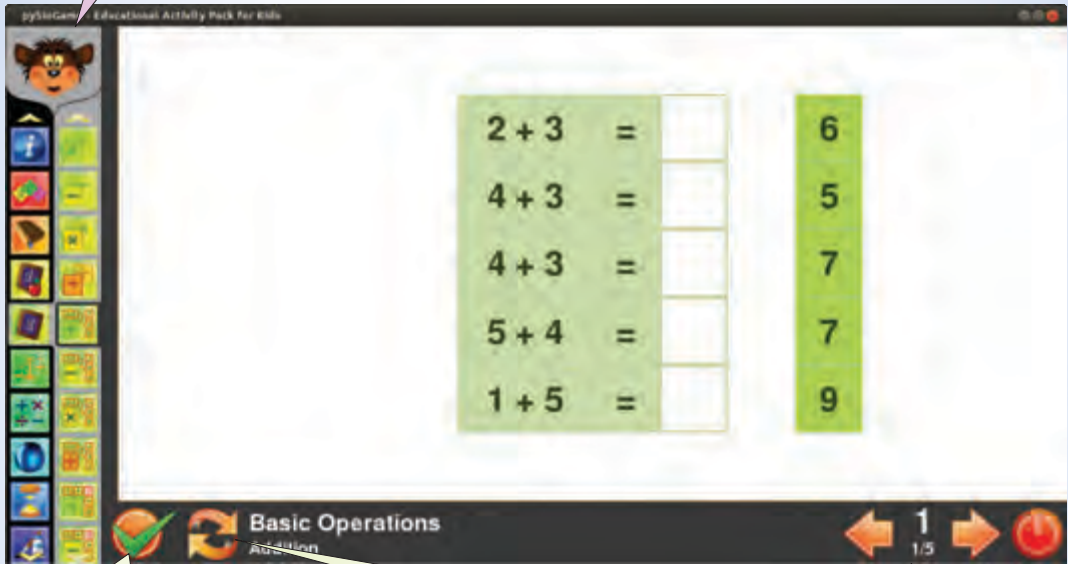 pySioGame - Educational Activity Pack for Kids
2 + 3 =
4 + 3 =
4 + 3 =
5 + 4 =
1 + 5 =
6
5
7
7
9
Basic Operations
Addition
1
1/5